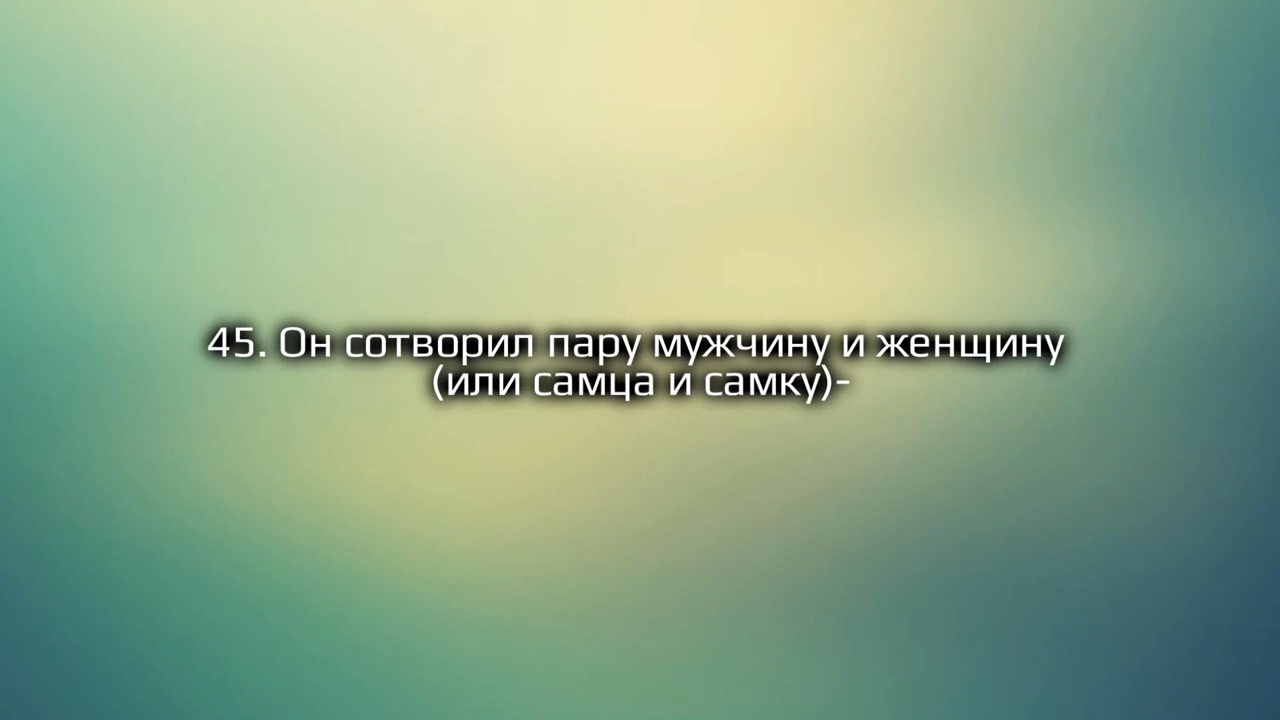 45. Он сотворил пару мужчину и женщину
(или самца и самку)-